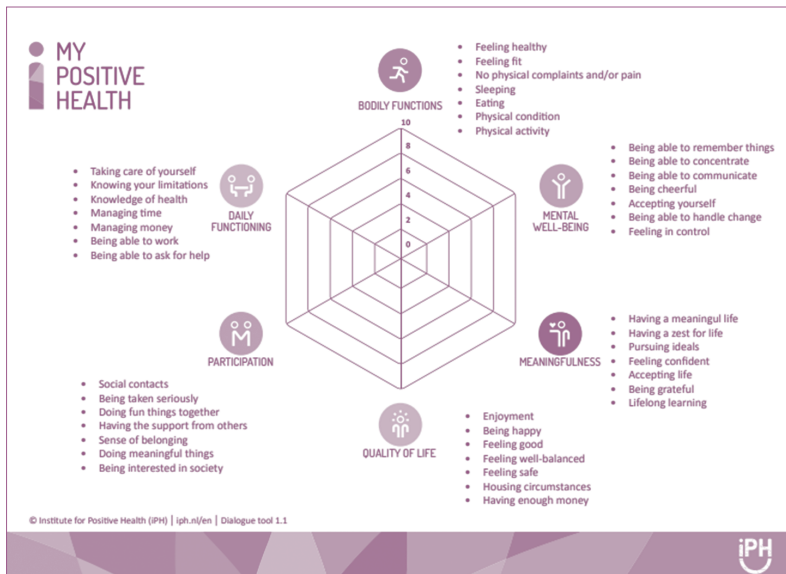 MY
POSITIVE
HEALTH
BODILY FUNCTIONS
• Feeling healthy
• Feeling fit
• No physical complaints and/or pain
• Sleeping
• Eating
• Physical condition
• Physical activity
10
8
6
4
2
0
MENTAL
WELL-BEING
• Being able to remember things
• Being able to concentrate
• Being able to communicate
• Being cheerful
• Accepting yourself
• Being able to handle change
• Feeling in control
MEANINGFULNESS
• Having a meaningul life
• Having a zest for life
• Pursuing ideals
• Feeling confident
• Accepting life
• Being grateful
• Lifelong learning
QUALITY OF LIFE
• Enjoyment
• Being happy
• Feeling good
• Feeling well-balanced
• Feeling safe
• Housing circumstances
• Having enough money
PARTICIPATION
• Social contacts
• Being taken seriously
• Doing fun things together
• Having the support from others
• Sense of belonging
• Doing meaningful things
• Being interested in society
DAILY
FUNCTIONING
• Taking care of yourself
• Knowing your limitations
• Knowledge of health
• Managing time
• Managing money
• Being able to work
• Being able to ask for help
© Institute for Positive Health (iPH) | iph.nl/en | Dialogue tool 1.1
iPH